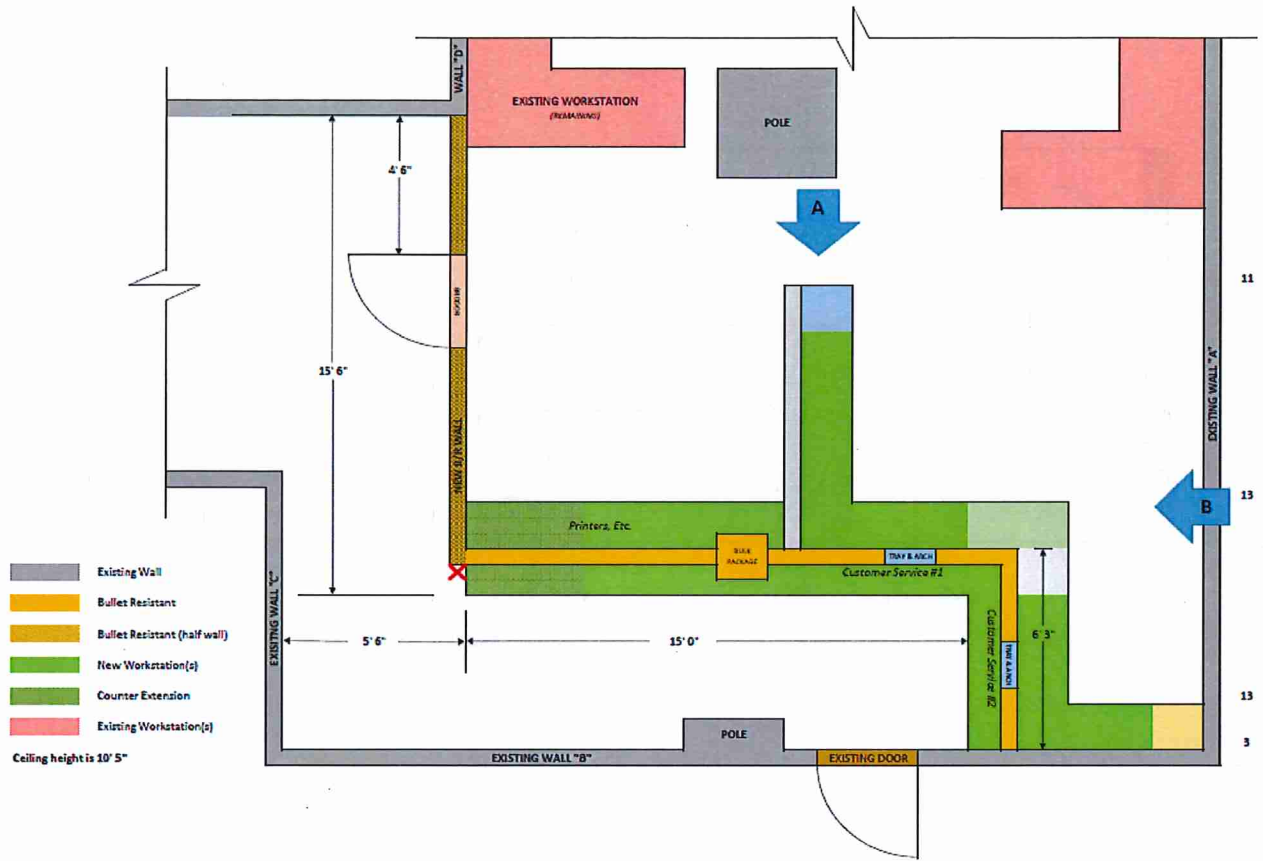 WALL "D"
EXISTING WORKSTATION
(REMAINING)
POLE
4' 6"
A
11
15' 6"
EXISTING WALL "A"
NEW B/R WALL
13
B
Printers, Etc.
BULK
PACKAGE
TRAY & ARCH
Customer Service #1
Existing Wall
Bullet Resistant
Bullet Resistant (half wall)
New Workstation(s)
Counter Extension
Existing Workstation(s)
Ceiling height is 10' 5"
EXISITNG WALL "C"
5' 6"
15' 0"
Customer Service #2
TRAY & ARCH
6' 3"
13
3
POLE
EXISTING WALL "B"
EXISTING DOOR